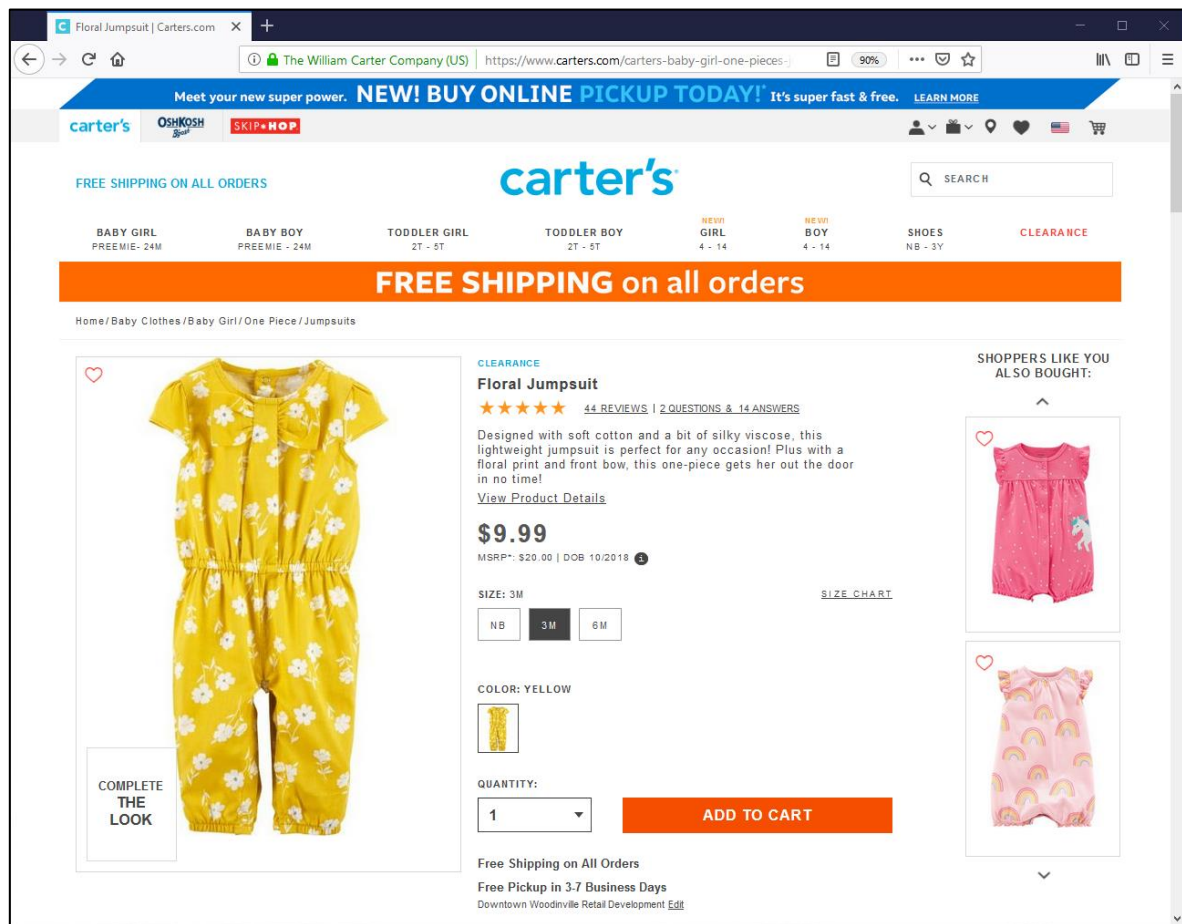 Floral Jumpsuit | Carters.com
The William Carter Company (US) https://www.carters.com/carters-baby-girl-one-pieces- 90%
Meet your new super power. NEW! BUY ONLINE PICKUP TODAY!* It's super fast & free. LEARN MORE
carter's OSHKOSH B'gosh SKIP*HOP
FREE SHIPPING ON ALL ORDERS
carter's
SEARCH
NEW! NEW!
BABY GIRL BABY BOY TODDLER GIRL TODDLER BOY GIRL BOY SHOES CLEARANCE
PREEMIE- 24M PREEMIE - 24M 2T - 5T 2T - 5T 4 - 14 4 - 14 NB - 3Y
FREE SHIPPING on all orders
Home/Baby Clothes/Baby Girl/One Piece/Jumpsuits
CLEARANCE
Floral Jumpsuit
44 REVIEWS | 2 QUESTIONS & 14 ANSWERS
Designed with soft cotton and a bit of silky viscose, this
lightweight jumpsuit is perfect for any occasion! Plus with a
floral print and front bow, this one-piece gets her out the door
in no time!
View Product Details
$9.99
MSRP*: $20.00 | DOB 10/2018
SIZE: 3M SIZE CHART
NB 3M 6M
COLOR: YELLOW
QUANTITY:
1 ADD TO CART
Free Shipping on All Orders
Free Pickup in 3-7 Business Days
Downtown Woodinville Retail Development Edit
COMPLETE
THE
LOOK
SHOPPERS LIKE YOU
ALSO BOUGHT: